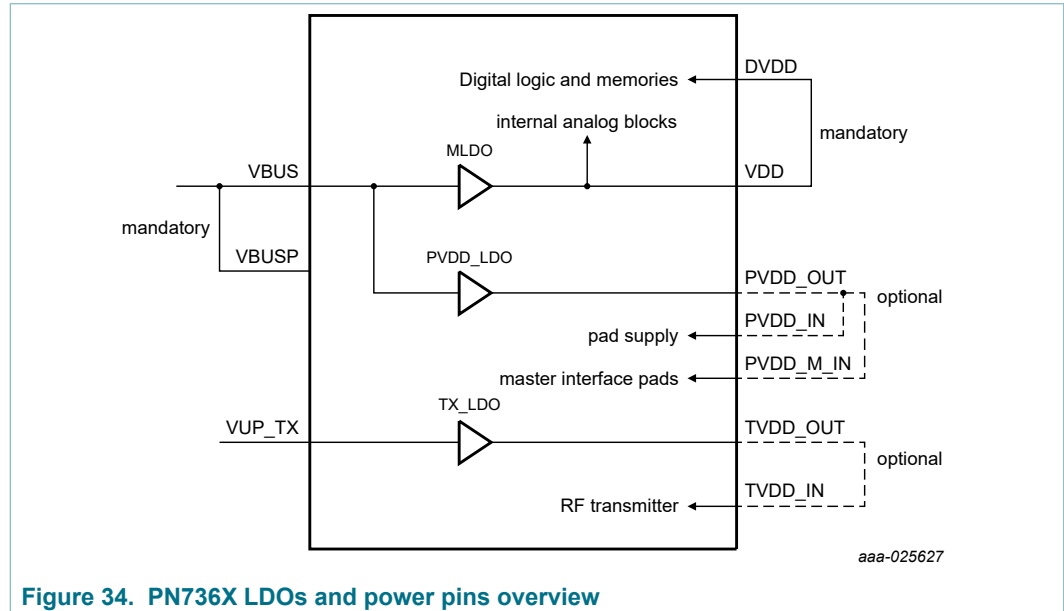 DVDD
Digital logic and memories
internal analog blocks
mandatory
MLDO
VBUS
VDD
mandatory
VBUSP
PVDD_LDO
PVDD_OUT
optional
PVDD_IN
pad supply
PVDD_M_IN
master interface pads
TX_LDO
VUP_TX
TVDD_OUT
optional
TVDD_IN
RF transmitter
aaa-025627
Figure 34. PN736X LDOs and power pins overview